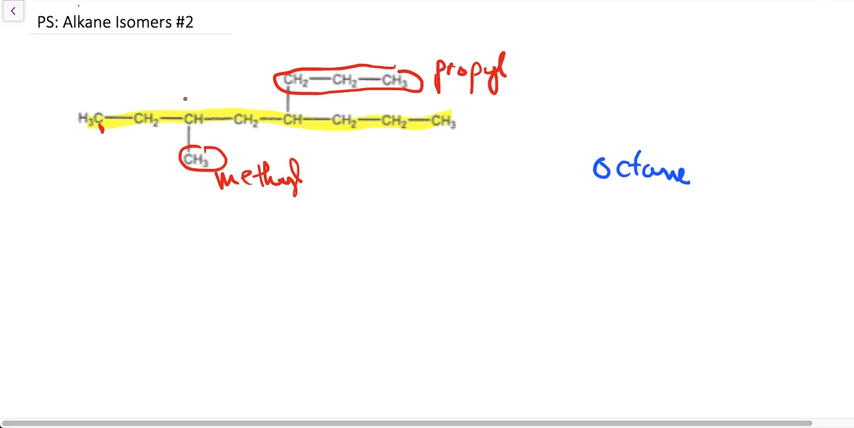 PS: Alkane Isomers #2
CH₂—CH₂—CH₃ propyl
H₃C—CH₂—CH—CH₂—CH—CH₂—CH₂—CH₃
CH₃ methyl
octane